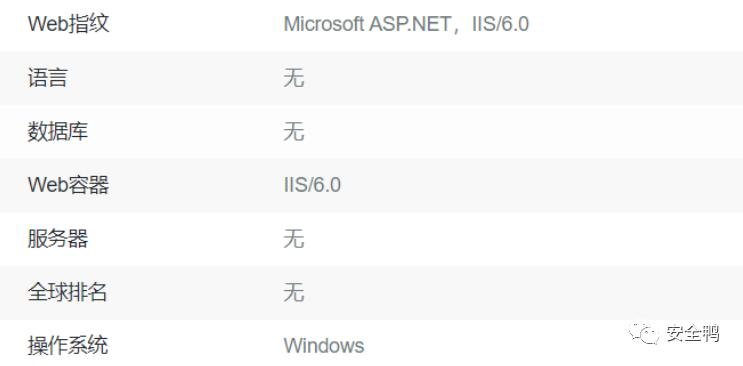 Web指纹 Microsoft ASP.NET，IIS/6.0
语言 无
数据库 无
Web容器 IIS/6.0
服务器 无
全球排名 无
操作系统 Windows
安全鸭